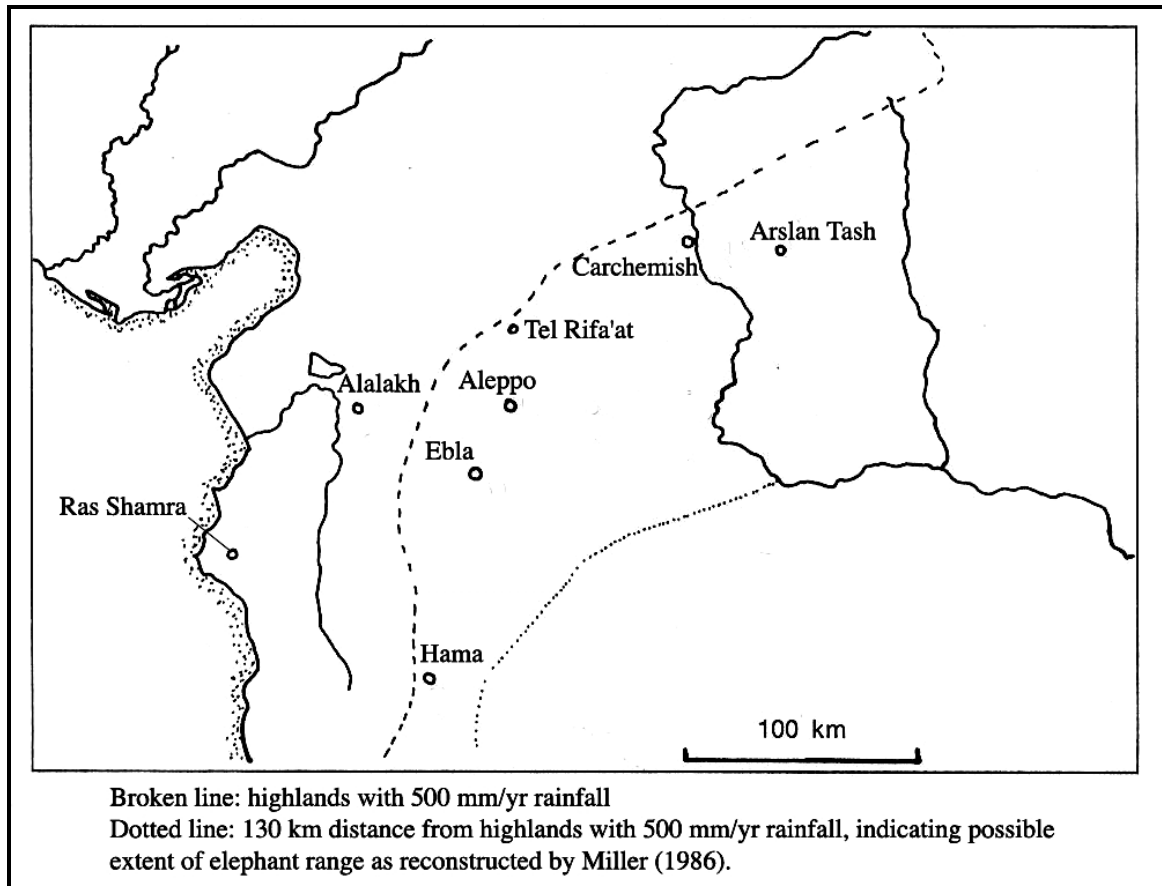 Arslan Tash
Carchemish
Tel Rifa'at
Alalakh
Aleppo
Ebla
Ras Shamra
Hama
100 km
Broken line: highlands with 500 mm/yr rainfall
Dotted line: 130 km distance from highlands with 500 mm/yr rainfall, indicating possible
extent of elephant range as reconstructed by Miller (1986).